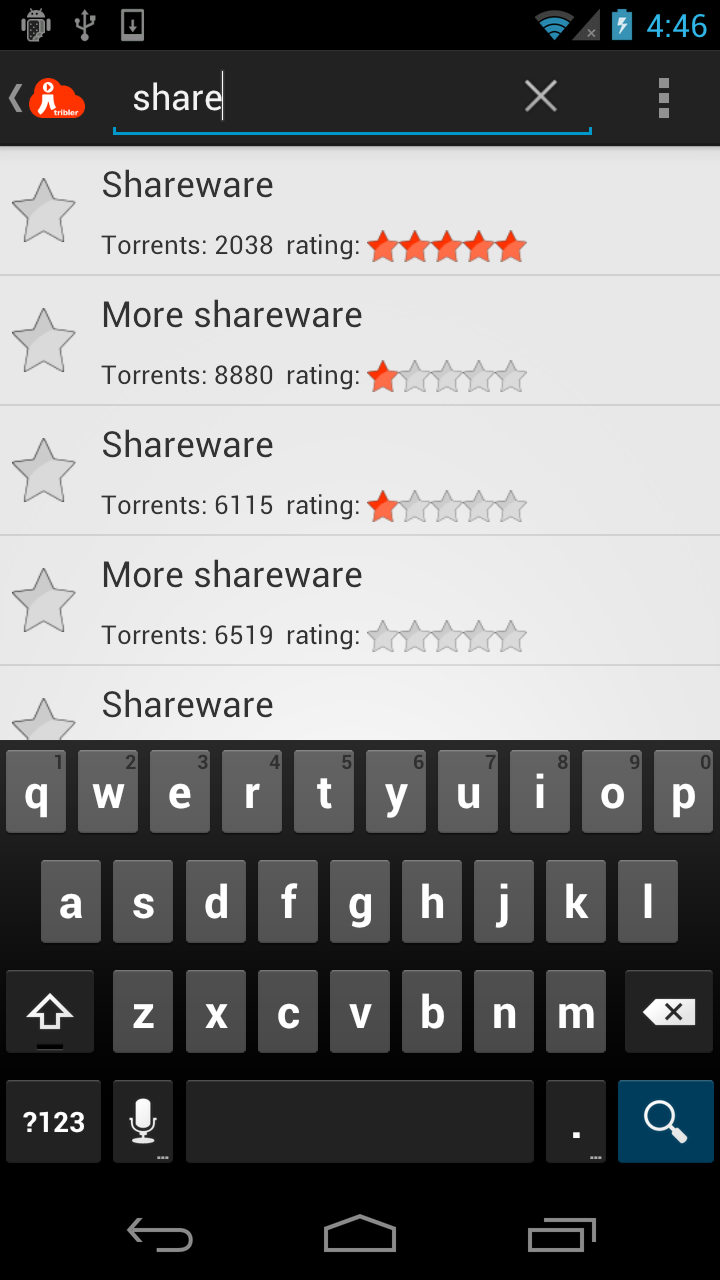 4:46
tribler
share
Shareware
Torrents: 2038 rating:
More shareware
Torrents: 8880 rating:
Shareware
Torrents: 6115 rating:
More shareware
Torrents: 6519 rating:
Shareware
1 2 3 4 5 6 7 8 9 0
q w e r t y u i o p
a s d f g h j k l
z x c v b n m
?123 ... . ...